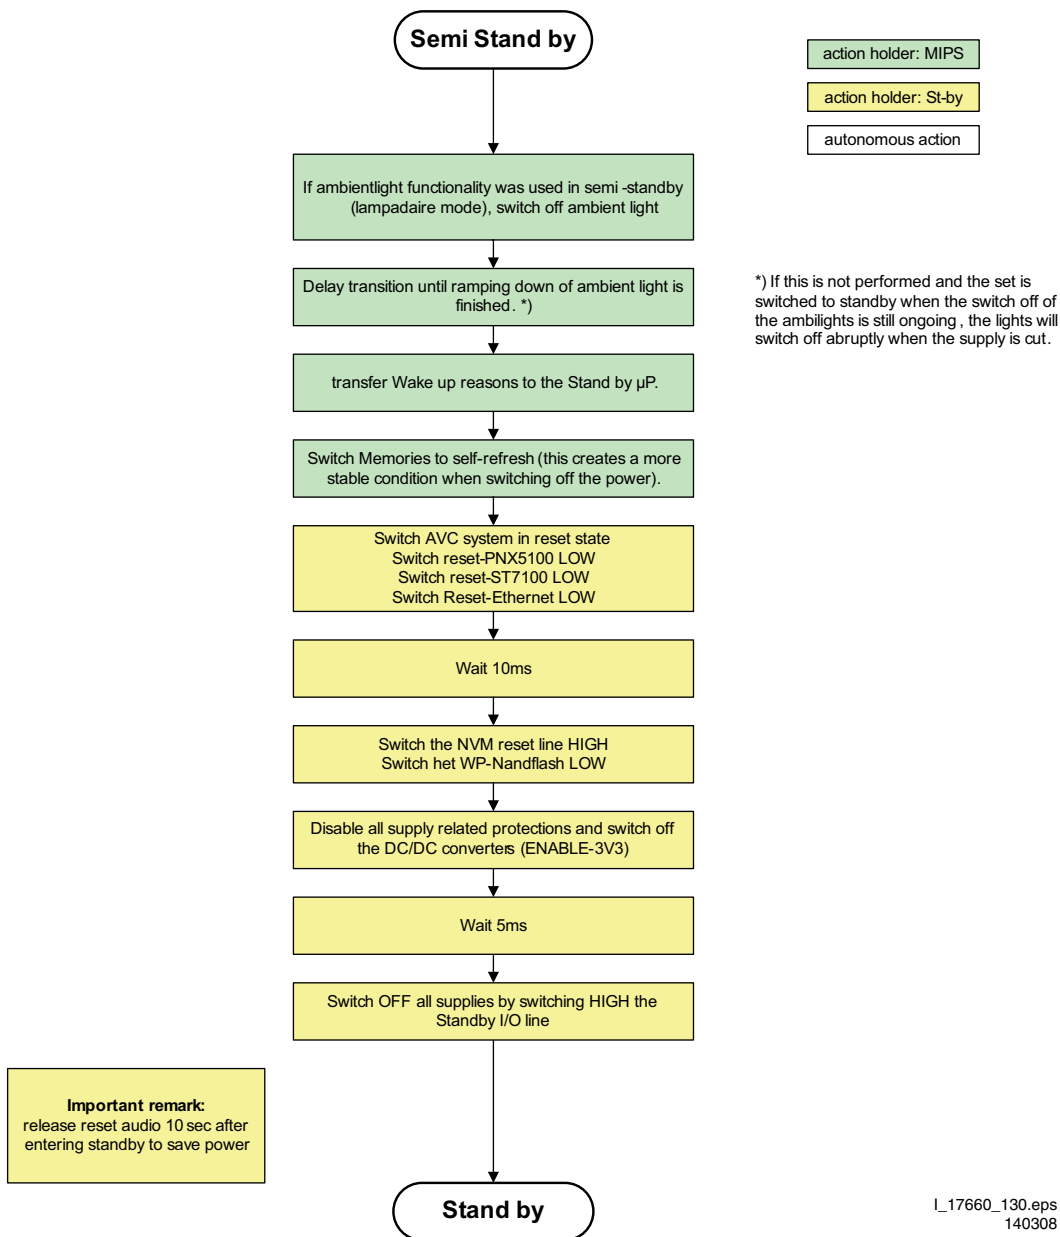 Semi Stand by
action holder: MIPS
action holder: St-by
autonomous action
If ambientlight functionality was used in semi -standby
(lampadaire mode), switch off ambient light
Delay transition until ramping down of ambient light is
finished. *)
*) If this is not performed and the set is
switched to standby when the switch off of
the ambilights is still ongoing , the lights will
switch off abruptly when the supply is cut.
transfer Wake up reasons to the Stand by µP.
Switch Memories to self-refresh (this creates a more
stable condition when switching off the power).
Switch AVC system in reset state
Switch reset-PNX5100 LOW
Switch reset-ST7100 LOW
Switch Reset-Ethernet LOW
Wait 10ms
Switch the NVM reset line HIGH
Switch het WP-Nandflash LOW
Disable all supply related protections and switch off
the DC/DC converters (ENABLE-3V3)
Wait 5ms
Switch OFF all supplies by switching HIGH the
Standby I/O line
Important remark:
release reset audio 10 sec after
entering standby to save power
Stand by
I_17660_130.eps
140308